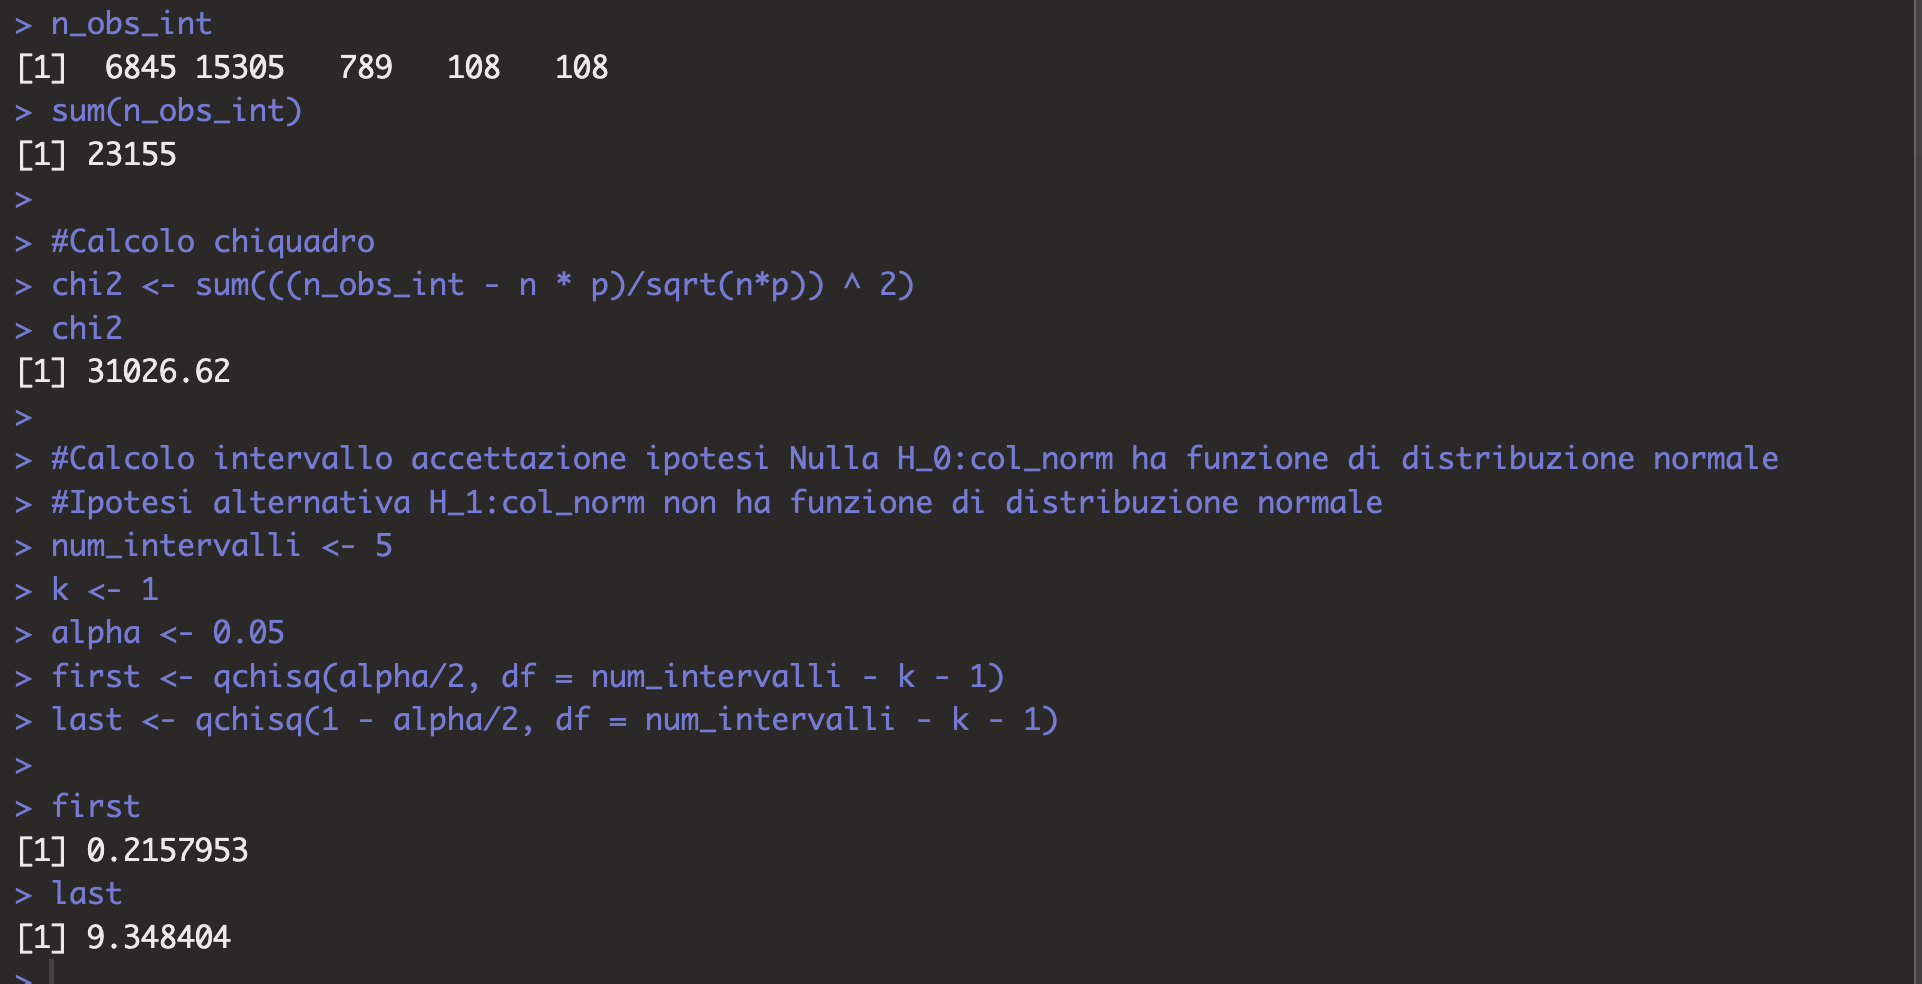 > n_obs_int
[1]  6845 15305   789   108   108
> sum(n_obs_int)
[1] 23155
>
> #Calcolo chiquadro
> chi2 <- sum(((n_obs_int - n * p)/sqrt(n*p)) ^ 2)
> chi2
[1] 31026.62
>
> #Calcolo intervallo accettazione ipotesi Nulla H_0:col_norm ha funzione di distribuzione normale
> #Ipotesi alternativa H_1:col_norm non ha funzione di distribuzione normale
> num_intervalli <- 5
> k <- 1
> alpha <- 0.05
> first <- qchisq(alpha/2, df = num_intervalli - k - 1)
> last <- qchisq(1 - alpha/2, df = num_intervalli - k - 1)
>
> first
[1] 0.2157953
> last
[1] 9.348404
>